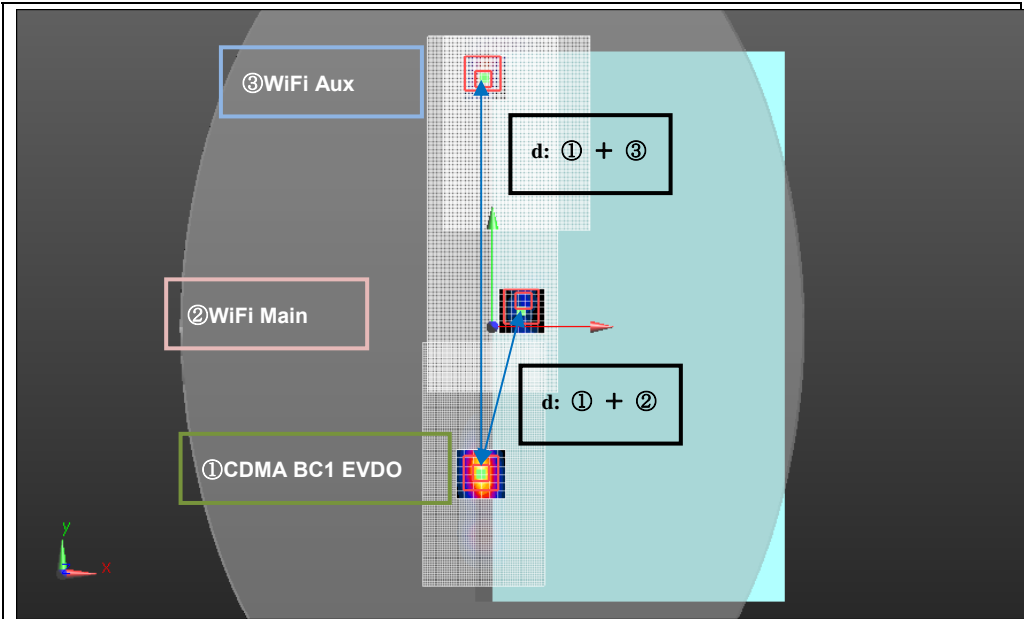 ③WiFi Aux
d: ① + ③
②WiFi Main
d: ① + ②
①CDMA BC1 EVDO
y
x